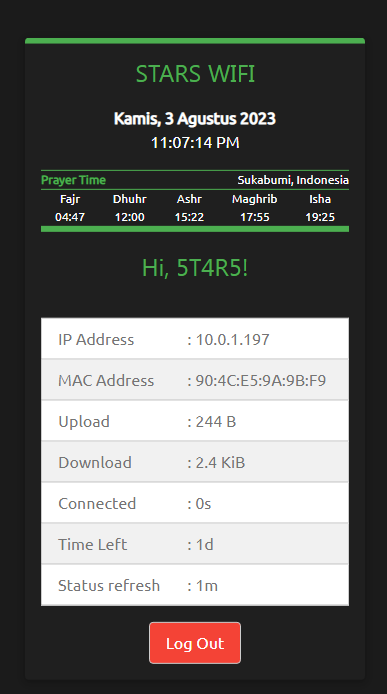 STARS WIFI
Kamis, 3 Agustus 2023
11:07:14 PM
Prayer Time Sukabumi, Indonesia
Fajr Dhuhr Ashr Maghrib Isha
04:47 12:00 15:22 17:55 19:25
Hi, 5T4R5!
IP Address : 10.0.1.197
MAC Address : 90:4C:E5:9A:9B:F9
Upload : 244 B
Download : 2.4 KiB
Connected : 0s
Time Left : 1d
Status refresh : 1m
Log Out